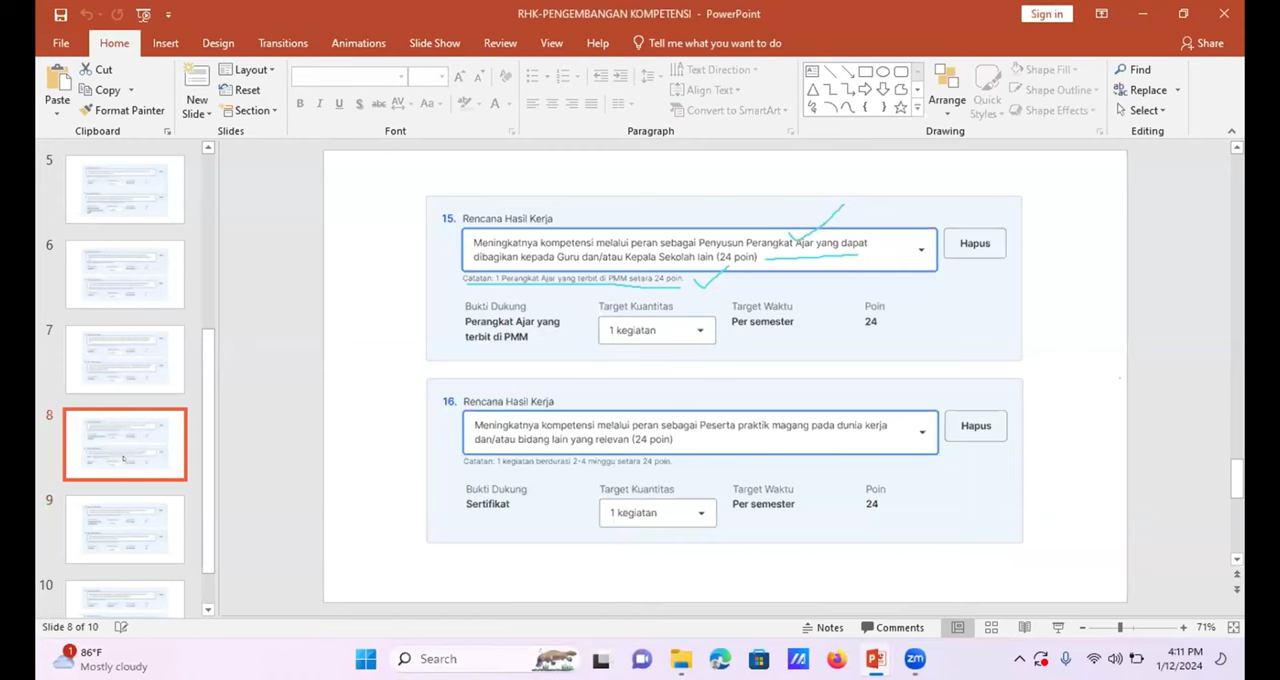 RHK-PENGEMBANGAN KOMPETENSI - PowerPoint
Sign in
File Home Insert Design Transitions Animations Slide Show Review View Help Tell me what you want to do Share
Paste
Cut
Copy
Format Painter
Clipboard
New Slide
Layout
Reset
Section
Slides
Font
Text Direction
Align Text
Convert to SmartArt
Paragraph
Arrange
Quick Styles
Shape Fill
Shape Outline
Shape Effects
Drawing
Find
Replace
Select
Editing
5
6
7
8
9
10
15. Rencana Hasil Kerja
Meningkatnya kompetensi melalui peran sebagai Penyusun Perangkat Ajar yang dapat
dibagikan kepada Guru dan/atau Kepala Sekolah lain (24 poin)
Hapus
Catatan: 1 Perangkat Ajar yang terbit di PMM setara 24 poin.
Bukti Dukung Target Kuantitas Target Waktu Poin
Perangkat Ajar yang 1 kegiatan Per semester 24
terbit di PMM
16. Rencana Hasil Kerja
Meningkatnya kompetensi melalui peran sebagai Peserta praktik magang pada dunia kerja
dan/atau bidang lain yang relevan (24 poin)
Hapus
Catatan: 1 kegiatan berdurasi 2-4 minggu setara 24 poin.
Bukti Dukung Target Kuantitas Target Waktu Poin
Sertifikat 1 kegiatan Per semester 24
Slide 8 of 10
Notes Comments 71%
86°F
Mostly cloudy
Search
4:11 PM
1/12/2024